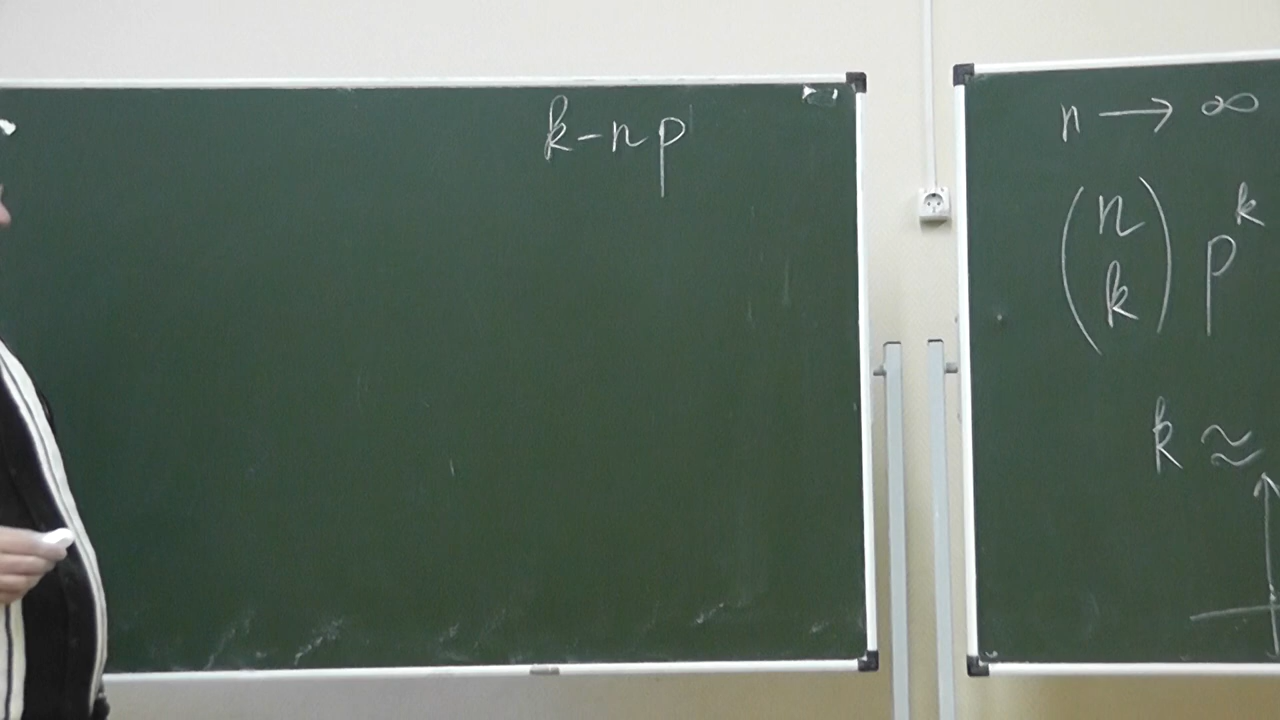 k-np
n → ∞
(n k) p^k
k ≈